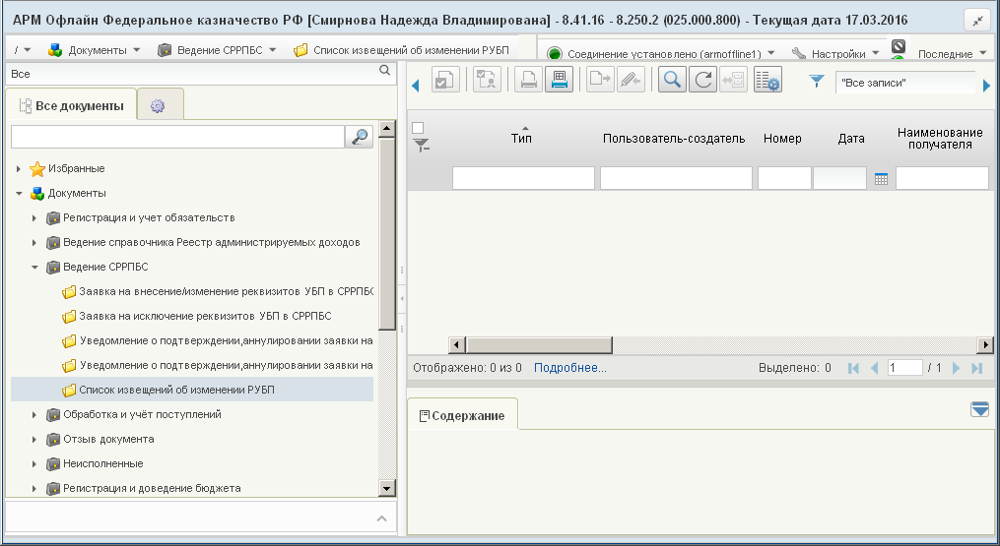 АРМ Офлайн Федеральное казначество РФ [Смирнова Надежда Владимировна] - 8.41.16 - 8.250.2 (025.000.800) - Текущая дата 17.03.2016
/ Документы Ведение СРРПБС Список извещений об изменении РУБП
Соединение установлено (armoffline1) Настройки Последние
Все
"Все записи"
Все документы
Тип Пользователь-создатель Номер Дата Наименование получателя
Избранные
Документы
Регистрация и учет обязательств
Ведение справочника Реестр администрируемых доходов
Ведение СРРПБС
Заявка на внесение/изменение реквизитов УБП в СРРПБС
Заявка на исключение реквизитов УБП в СРРПБС
Уведомление о подтверждении,аннулировании заявки на
Уведомление о подтверждении,аннулировании заявки на
Список извещений об изменении РУБП
Обработка и учёт поступлений
Отзыв документа
Неисполненные
Регистрация и доведение бюджета
Отображено: 0 из 0 Подробнее... Выделено: 0 1 / 1
Содержание